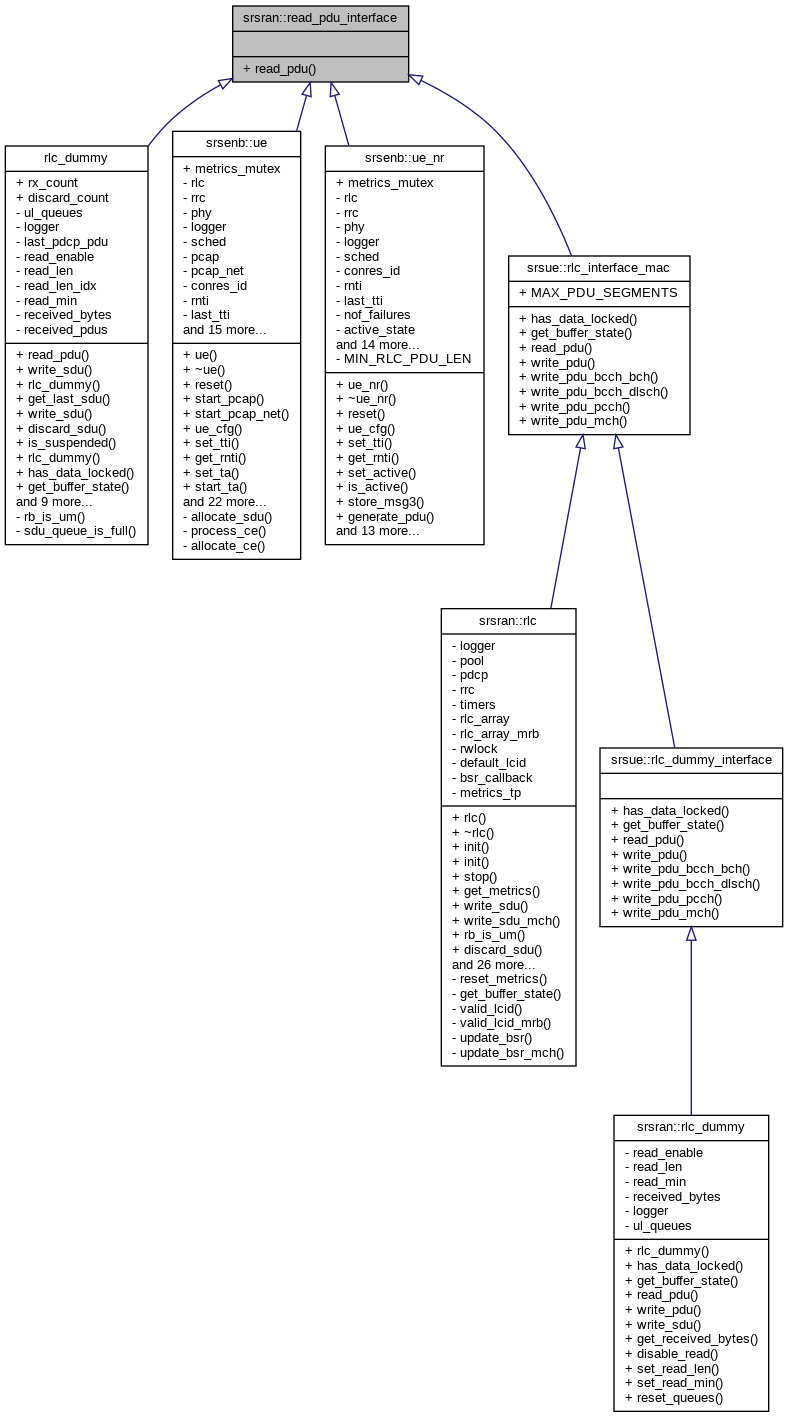 srsran::read_pdu_interface
+ read_pdu()
rlc_dummy
+ rx_count
+ discard_count
- ul_queues
- logger
- last_pdcp_pdu
- read_enable
- read_len
- read_len_idx
- read_min
- received_bytes
- received_pdus
+ read_pdu()
+ write_sdu()
+ rlc_dummy()
+ get_last_sdu()
+ write_sdu()
+ discard_sdu()
+ is_suspended()
+ rlc_dummy()
+ has_data_locked()
+ get_buffer_state()
and 9 more...
- rb_is_um()
- sdu_queue_is_full()
srsenb::ue
+ metrics_mutex
- rlc
- rrc
- phy
- logger
- sched
- pcap
- pcap_net
- conres_id
- rnti
- last_tti
and 15 more...
+ ue()
+ ~ue()
+ reset()
+ start_pcap()
+ start_pcap_net()
+ ue_cfg()
+ set_tti()
+ get_rnti()
+ set_ta()
+ start_ta()
and 22 more...
- allocate_sdu()
- process_ce()
- allocate_ce()
srsenb::ue_nr
+ metrics_mutex
- rlc
- rrc
- phy
- logger
- sched
- conres_id
- rnti
- last_tti
- nof_failures
- active_state
and 14 more...
- MIN_RLC_PDU_LEN
+ ue_nr()
+ ~ue_nr()
+ reset()
+ ue_cfg()
+ set_tti()
+ get_rnti()
+ set_active()
+ is_active()
+ store_msg3()
+ generate_pdu()
and 13 more...
srsue::rlc_interface_mac
+ MAX_PDU_SEGMENTS
+ has_data_locked()
+ get_buffer_state()
+ read_pdu()
+ write_pdu()
+ write_pdu_bcch_bch()
+ write_pdu_bcch_dlsch()
+ write_pdu_pcch()
+ write_pdu_mch()
srsran::rlc
- logger
- pool
- pdcp
- rrc
- timers
- rlc_array
- rlc_array_mrb
- rwlock
- default_lcid
- bsr_callback
- metrics_tp
+ rlc()
+ ~rlc()
+ init()
+ init()
+ stop()
+ get_metrics()
+ write_sdu()
+ write_sdu_mch()
+ rb_is_um()
+ discard_sdu()
and 26 more...
- reset_metrics()
- get_buffer_state()
- valid_lcid()
- valid_lcid_mrb()
- update_bsr()
- update_bsr_mch()
srsue::rlc_dummy_interface
+ has_data_locked()
+ get_buffer_state()
+ read_pdu()
+ write_pdu()
+ write_pdu_bcch_bch()
+ write_pdu_bcch_dlsch()
+ write_pdu_pcch()
+ write_pdu_mch()
srsran::rlc_dummy
- read_enable
- read_len
- read_min
- received_bytes
- logger
- ul_queues
+ rlc_dummy()
+ has_data_locked()
+ get_buffer_state()
+ read_pdu()
+ write_pdu()
+ write_sdu()
+ get_received_bytes()
+ disable_read()
+ set_read_len()
+ set_read_min()
+ reset_queues()